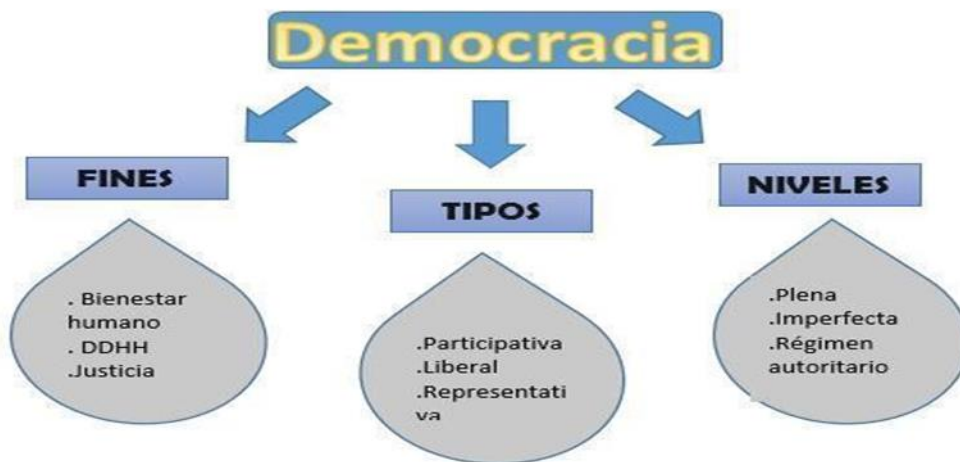 Democracia
FINES
. Bienestar
humano
. DDHH
.Justicia
TIPOS
.Participativa
.Liberal
.Representati
va
NIVELES
.Plena
.Imperfecta
.Régimen
autoritario